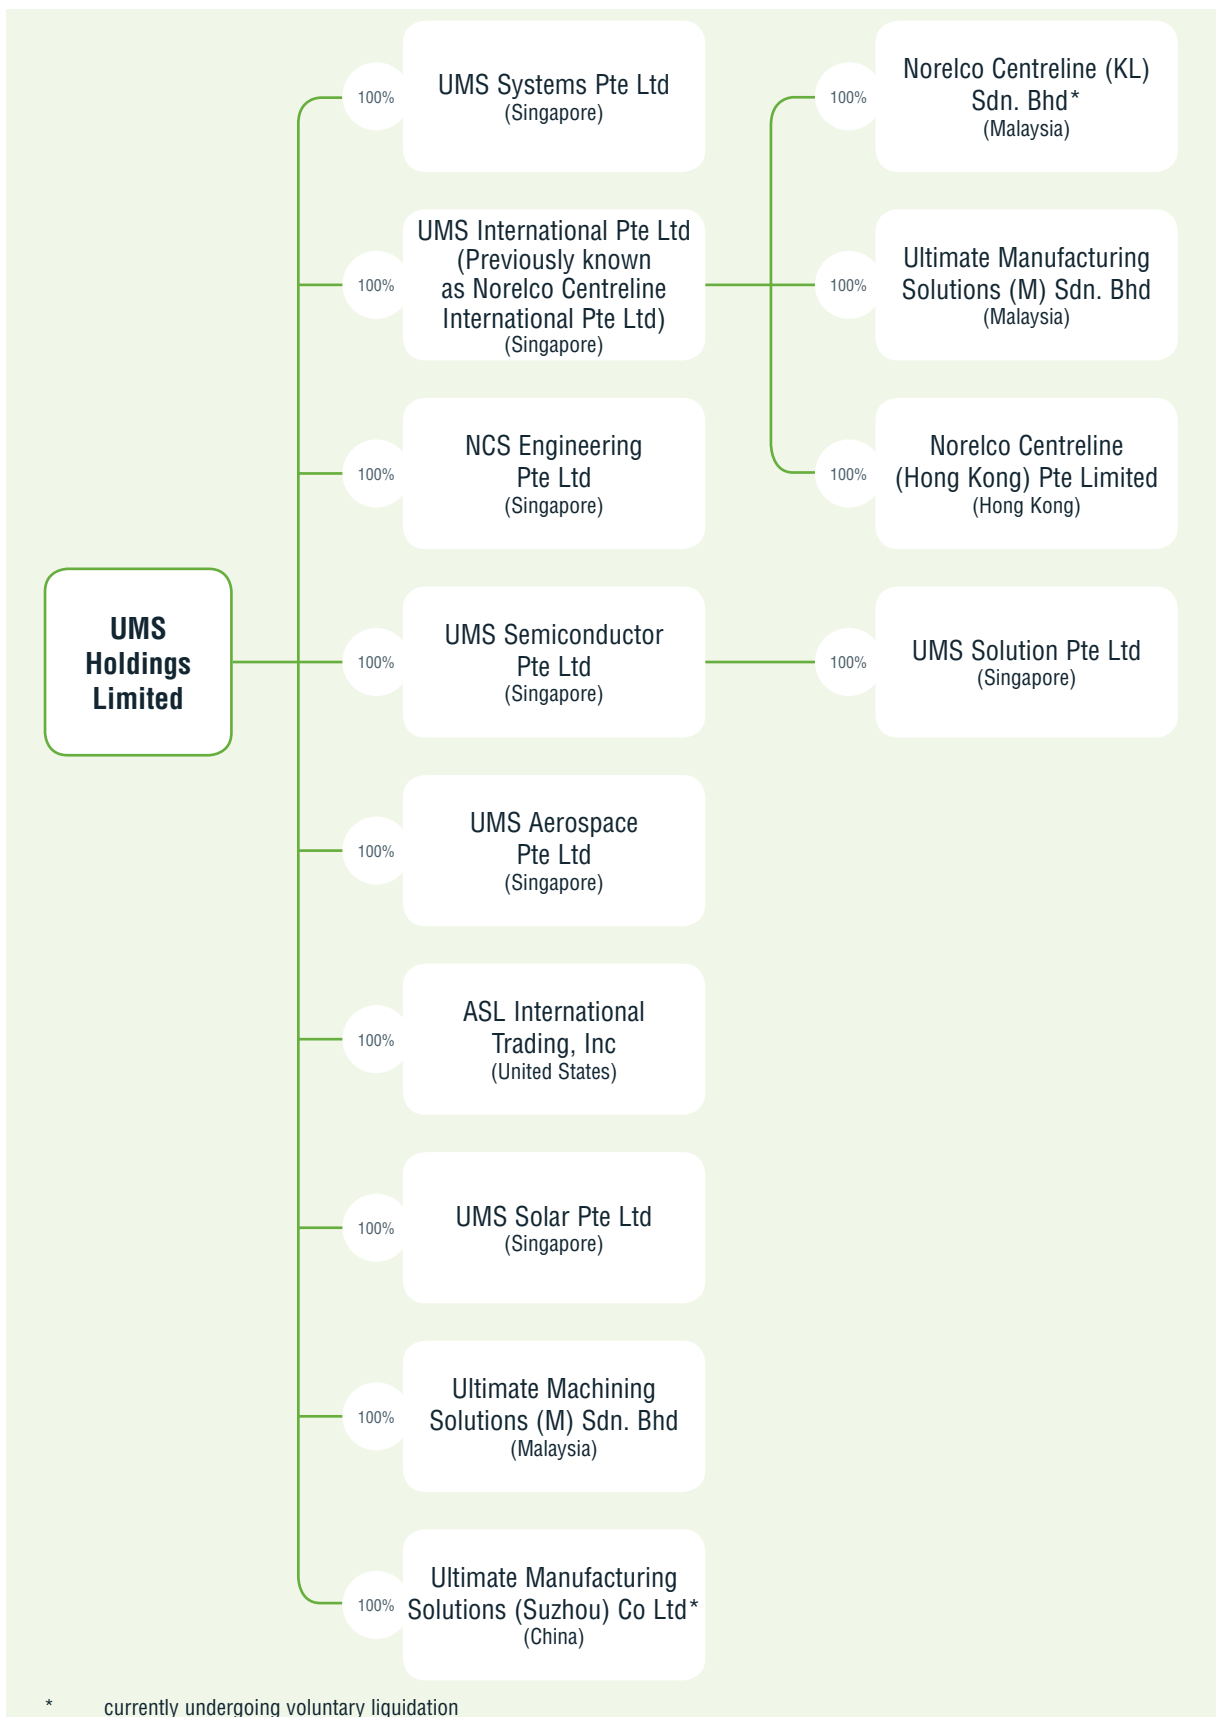 100%
UMS Systems Pte Ltd
(Singapore)
100%
Norelco Centreline (KL)
Sdn. Bhd*
(Malaysia)
100%
UMS International Pte Ltd
(Previously known
as Norelco Centreline
International Pte Ltd)
(Singapore)
100%
Ultimate Manufacturing
Solutions (M) Sdn. Bhd
(Malaysia)
100%
NCS Engineering
Pte Ltd
(Singapore)
100%
Norelco Centreline
(Hong Kong) Pte Limited
(Hong Kong)
UMS
Holdings
Limited
100%
UMS Semiconductor
Pte Ltd
(Singapore)
100%
UMS Solution Pte Ltd
(Singapore)
100%
UMS Aerospace
Pte Ltd
(Singapore)
100%
ASL International
Trading, Inc
(United States)
100%
UMS Solar Pte Ltd
(Singapore)
100%
Ultimate Machining
Solutions (M) Sdn. Bhd
(Malaysia)
100%
Ultimate Manufacturing
Solutions (Suzhou) Co Ltd*
(China)
* currently undergoing voluntary liquidation